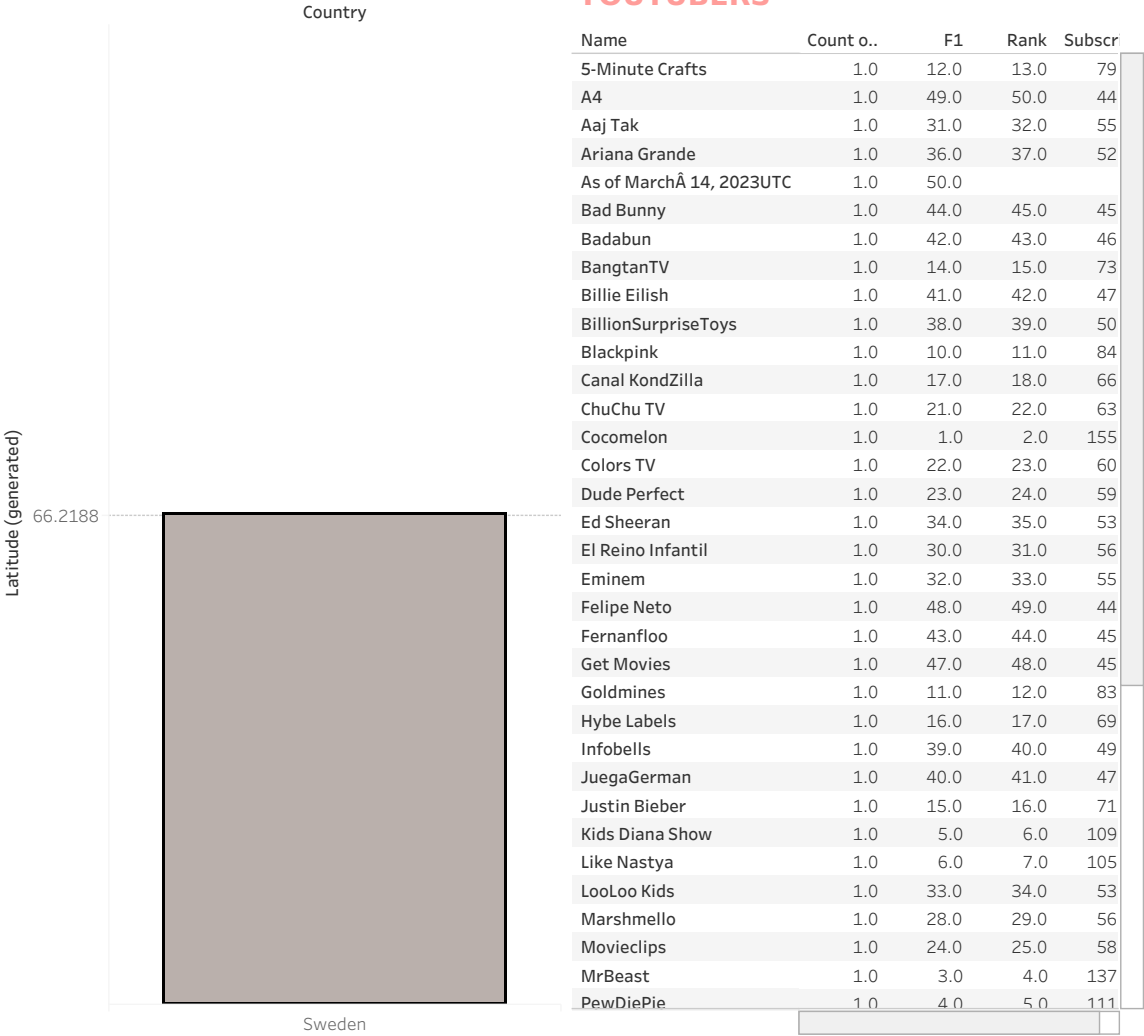 Country
Latitude (generated)
66.2188
Sweden
YOUTUBERS
Name Count o.. F1 Rank Subscri
5-Minute Crafts 1.0 12.0 13.0 79
A4 1.0 49.0 50.0 44
Aaj Tak 1.0 31.0 32.0 55
Ariana Grande 1.0 36.0 37.0 52
As of MarchÂ 14, 2023UTC 1.0 50.0
Bad Bunny 1.0 44.0 45.0 45
Badabun 1.0 42.0 43.0 46
BangtanTV 1.0 14.0 15.0 73
Billie Eilish 1.0 41.0 42.0 47
BillionSurpriseToys 1.0 38.0 39.0 50
Blackpink 1.0 10.0 11.0 84
Canal KondZilla 1.0 17.0 18.0 66
ChuChu TV 1.0 21.0 22.0 63
Cocomelon 1.0 1.0 2.0 155
Colors TV 1.0 22.0 23.0 60
Dude Perfect 1.0 23.0 24.0 59
Ed Sheeran 1.0 34.0 35.0 53
El Reino Infantil 1.0 30.0 31.0 56
Eminem 1.0 32.0 33.0 55
Felipe Neto 1.0 48.0 49.0 44
Fernanfloo 1.0 43.0 44.0 45
Get Movies 1.0 47.0 48.0 45
Goldmines 1.0 11.0 12.0 83
Hybe Labels 1.0 16.0 17.0 69
Infobells 1.0 39.0 40.0 49
JuegaGerman 1.0 40.0 41.0 47
Justin Bieber 1.0 15.0 16.0 71
Kids Diana Show 1.0 5.0 6.0 109
Like Nastya 1.0 6.0 7.0 105
LooLoo Kids 1.0 33.0 34.0 53
Marshmello 1.0 28.0 29.0 56
Movieclips 1.0 24.0 25.0 58
MrBeast 1.0 3.0 4.0 137
PewDiePie 1.0 4.0 5.0 111